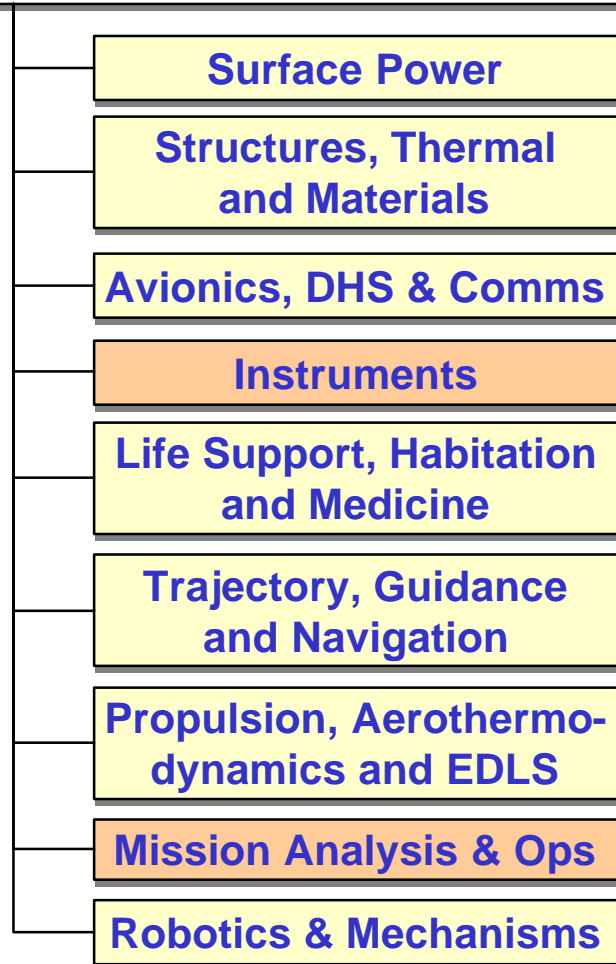 Surface Power
Structures, Thermal
and Materials
Avionics, DHS & Comms
Instruments
Life Support, Habitation
and Medicine
Trajectory, Guidance
and Navigation
Propulsion, Aerothermo-
dynamics and EDLS
Mission Analysis & Ops
Robotics & Mechanisms